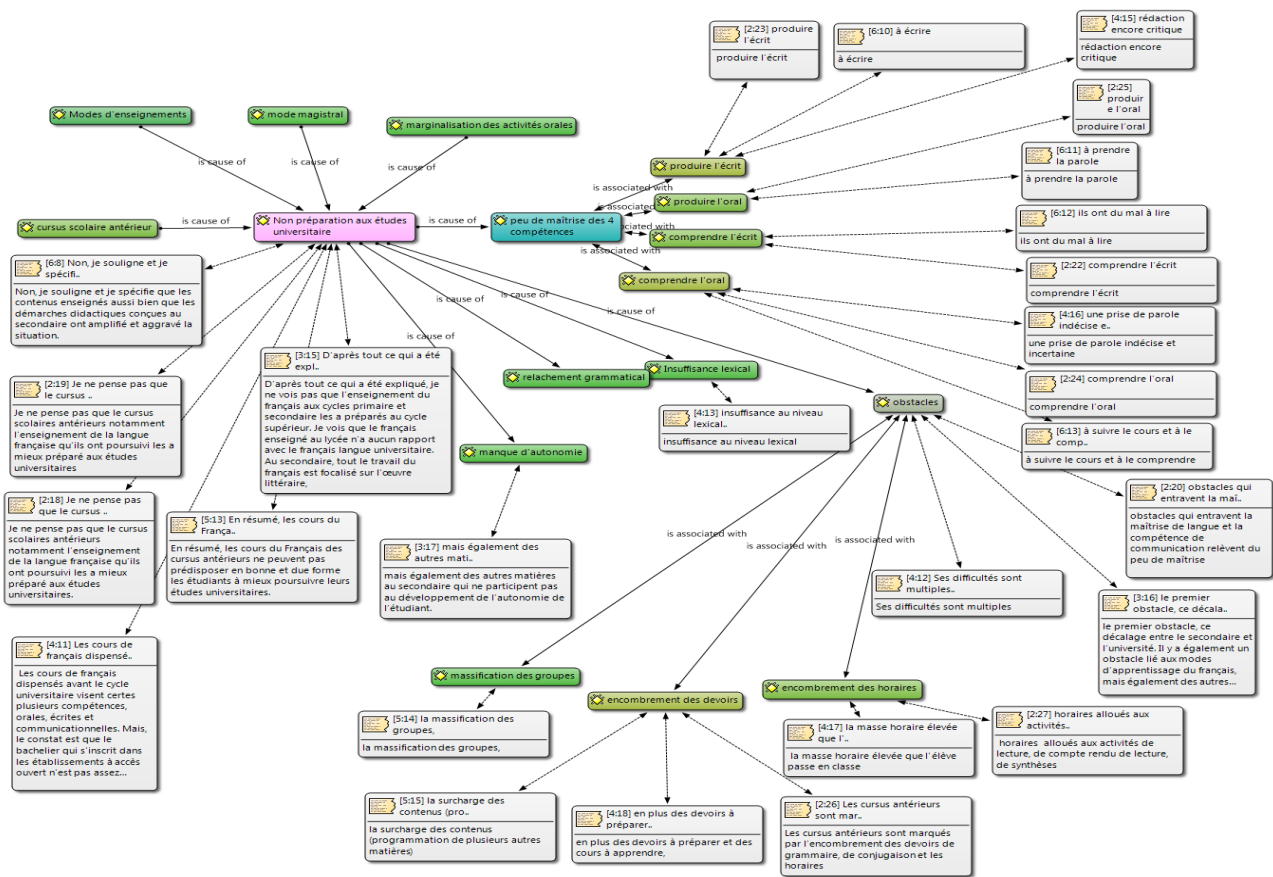 [2:23] produire
l'écrit
produire l'écrit
[6:10] à écrire
à écrire
[4:15] rédaction
encore critique
rédaction encore
critique
[2:25]
produir
e l'oral
produire l'oral
Modes d'enseignements
mode magistral
marginalisation des activités orales
is cause of
is cause of
is cause of
produire l'écrit
[6:11] à prendre
la parole
à prendre la parole
is associated with
produire l'oral
is associated with
cursus scolaire antérieur
is cause of
Non préparation aux études
universitaire
is cause of
peu de maîtrise des 4
compétences
is associated with
comprendre l'écrit
is associated with
[6:12] ils ont du mal à lire
ils ont du mal à lire
comprendre l'oral
[2:22] comprendre l'écrit
comprendre l'écrit
[6:8] Non, je souligne et je
spécifi..
Non, je souligne et je spécifie que les
contenus enseignés aussi bien que les
démarches didactiques conçues au
secondaire ont amplifié et aggravé la
situation.
is cause of
is cause of
is cause of
is cause of
[4:16] une prise de parole
indécise e..
une prise de parole indécise et
incertaine
[3:15] D'après tout ce qui a été
expl..
D'après tout ce qui a été expliqué, je
ne vois pas que l'enseignement du
français aux cycles primaire et
secondaire les a préparés au cycle
supérieur. Je vois que le français
enseigné au lycée n'a aucun rapport
avec le français langue universitaire.
Au secondaire, tout le travail du
français est focalisé sur l'œuvre
littéraire,
relachement grammatical
Insuffisance lexical
[2:24] comprendre l'oral
comprendre l'oral
[2:19] Je ne pense pas que
le cursus ..
Je ne pense pas que le cursus
scolaires antérieurs notamment
l'enseignement de la langue
française qu'ils ont poursuivi les a
mieux préparé aux études
universitaires
[4:13] insuffisance au niveau
lexical..
insuffisance au niveau lexical
obstacles
[6:13] à suivre le cours et à le
comp..
à suivre le cours et à le comprendre
manque d'autonomie
[2:18] Je ne pense pas
que le cursus ..
Je ne pense pas que le cursus
scolaires antérieurs
notamment l'enseignement
de la langue française qu'ils
ont poursuivi les a mieux
préparé aux études
universitaires.
[5:13] En résumé, les cours du
França..
En résumé, les cours du Français des
cursus antérieurs ne peuvent pas
prédisposer en bonne et due forme
les étudiants à mieux poursuivre leurs
études universitaires.
[3:17] mais également des
autres mati..
mais également des autres matières
au secondaire qui ne participent pas
au développement de l'autonomie de
l'étudiant.
is associated with
is associated with
is associated with
[2:20] obstacles qui
entravent la maî..
obstacles qui entravent la
maîtrise de langue et la
compétence de
communication relèvent du
peu de maîtrise
[4:12] Ses difficultés sont
multiples..
Ses difficultés sont multiples
[3:16] le premier
obstacle, ce décala..
le premier obstacle, ce
décalage entre le secondaire et
l'université. Il y a également un
obstacle lié aux modes
d'apprentissage du français,
mais également des autres...
[4:11] Les cours de
français dispensé..
Les cours de français
dispensés avant le cycle
universitaire visent certes
plusieurs compétences,
orales, écrites et
communicationnelles. Mais,
le constat est que le
bachelier qui s'inscrit dans
les établissements à accès
ouvert n'est pas assez...
massification des groupes
encombrement des devoirs
encombrement des horaires
[5:14] la massification des
groupes,
la massification des groupes,
[4:17] la masse horaire élevée
que l'..
la masse horaire élevée que l'élève
passe en classe
[2:27] horaires alloués aux
activités..
horaires alloués aux activités de
lecture, de compte rendu de lecture,
de synthèses
[5:15] la surcharge des
contenus (pro..
la surcharge des contenus
(programmation de plusieurs autres
matières)
[4:18] en plus des devoirs à
préparer..
en plus des devoirs à préparer et des
cours à apprendre,
[2:26] Les cursus antérieurs
sont mar..
Les cursus antérieurs sont marqués
par l'encombrement des devoirs de
grammaire, de conjugaison et les
horaires